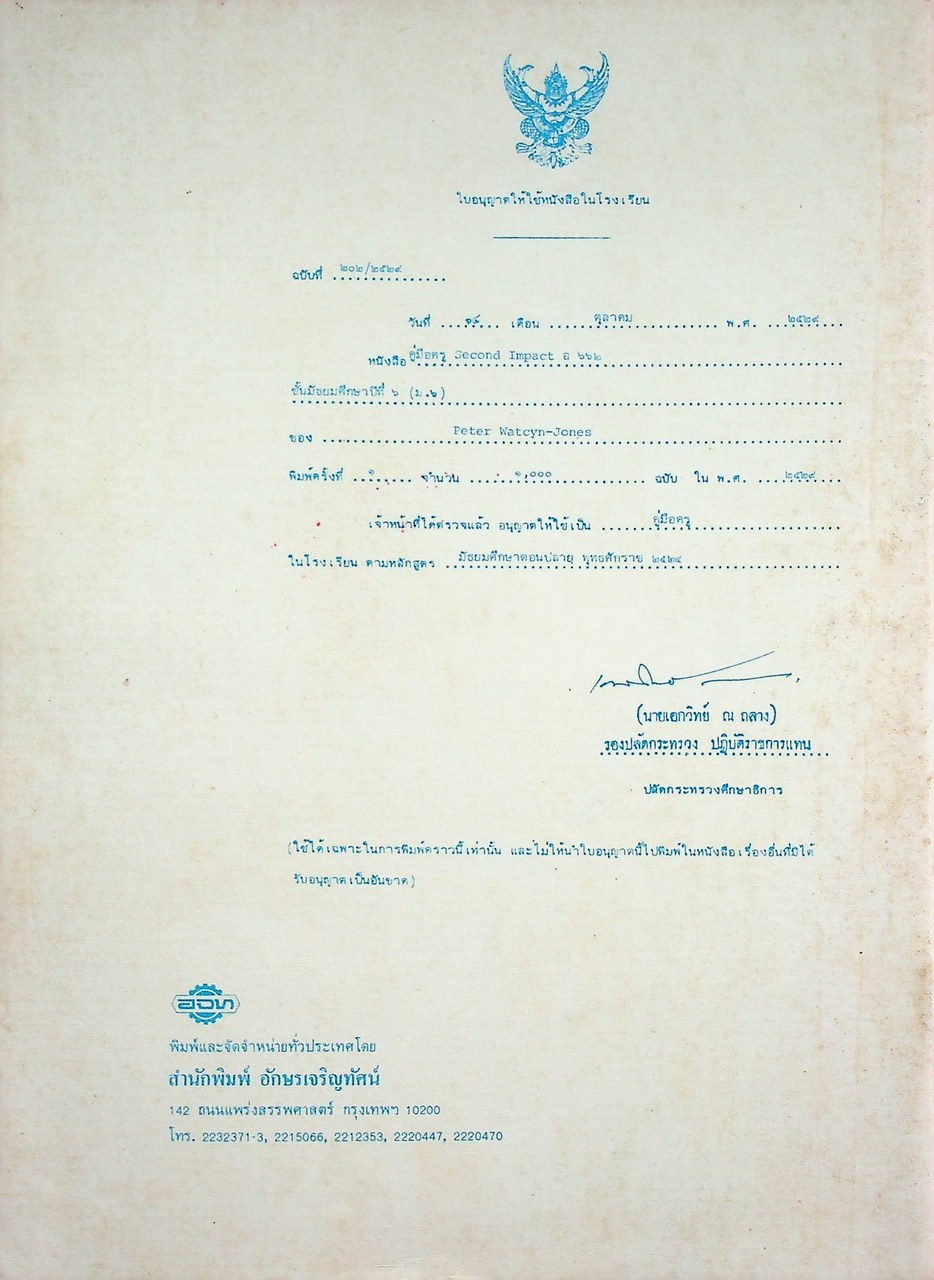 ใบอนุญาตให้ใช้หนังสือในโรงเรียน
ฉบับที่ ๒๐๒/๒๕๒๙
วันที่ ๑๙ เดือน ตุลาคม พ.ศ. ๒๕๒๙
หนังสือ คู่มือครู Second Impact อ ๖๖๒
ชั้นมัธยมศึกษาปีที่ ๖ (ม.๖)
ของ Peter Watcyn-Jones
พิมพ์ครั้งที่ จำนวน ฉบับ ใน พ.ศ. ๒๕๒๙
เจ้าหน้าที่ได้ตรวจแล้ว อนุญาตให้ใช้เป็น คู่มือครู
ในโรงเรียน ตามหลักสูตร มัธยมศึกษาตอนปลาย พุทธศักราช ๒๕๒๔
(นายเอกวิทย์ ณ ถลาง)
รองปลัดกระทรวง ปฏิบัติราชการแทน
ปลัดกระทรวงศึกษาธิการ
(ใช้ได้เฉพาะในการพิมพ์คราวนี้เท่านั้น และไม่ให้นำใบอนุญาตนี้ไปพิมพ์ในหนังสือเรื่องอื่นที่มิได้
รับอนุญาตเป็นอันขาด)
อจท
พิมพ์และจัดจำหน่ายทั่วประเทศโดย
สำนักพิมพ์ อักษรเจริญทัศน์
142 ถนนแพร่งสรรพศาสตร์ กรุงเทพฯ 10200
โทร. 2232371-3, 2215066, 2212353, 2220447, 2220470